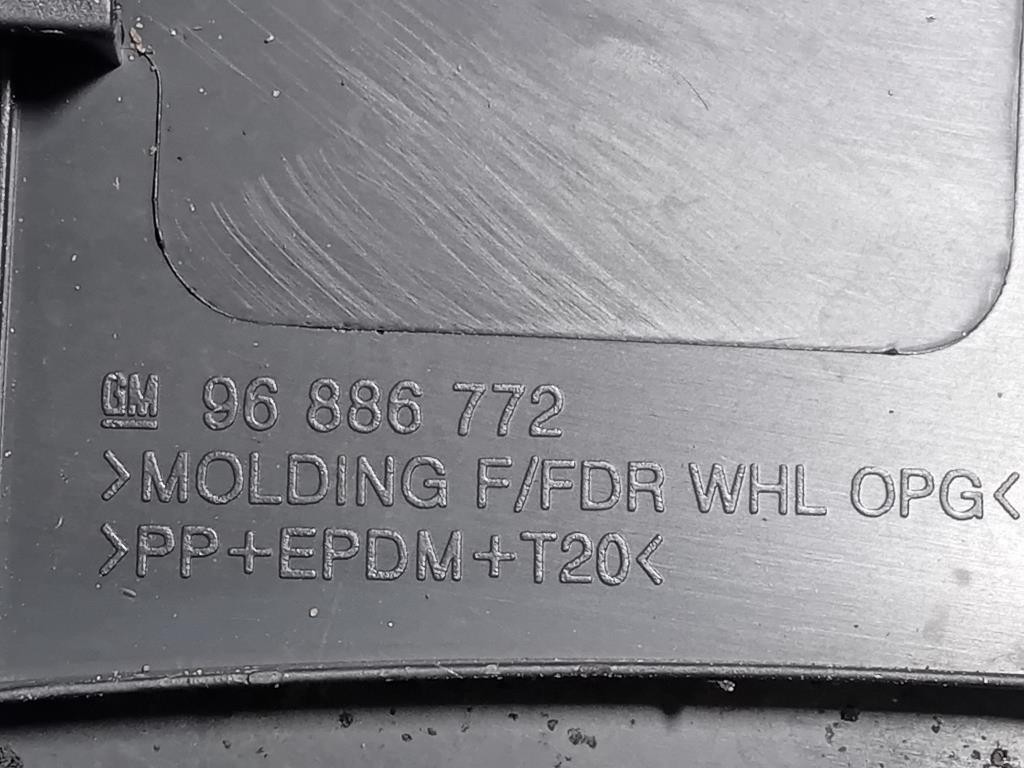 GM 96 886 772
>MOLDING F/FDR WHL OPG<
>PP+EPDM+T20<